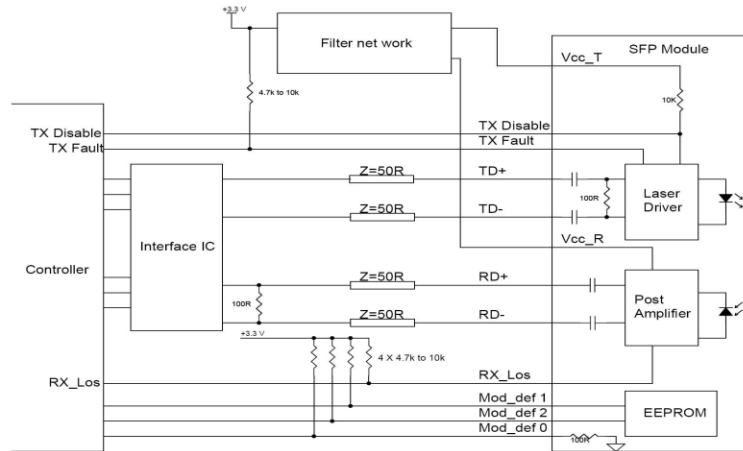 +3.3 V
Filter net work
SFP Module
Vcc_T
4.7k to 10k
10K
TX Disable
TX Disable
TX Fault
TX Fault
Z=50R
TD+
Laser
Driver
100R
Z=50R
TD-
Interface IC
Vcc_R
Controller
Z=50R
RD+
100R
Post
Amplifier
Z=50R
RD-
+3.3 V
4 X 4.7k to 10k
RX_Los
RX_Los
Mod_def 1
Mod_def 2
Mod_def 0
EEPROM
100R